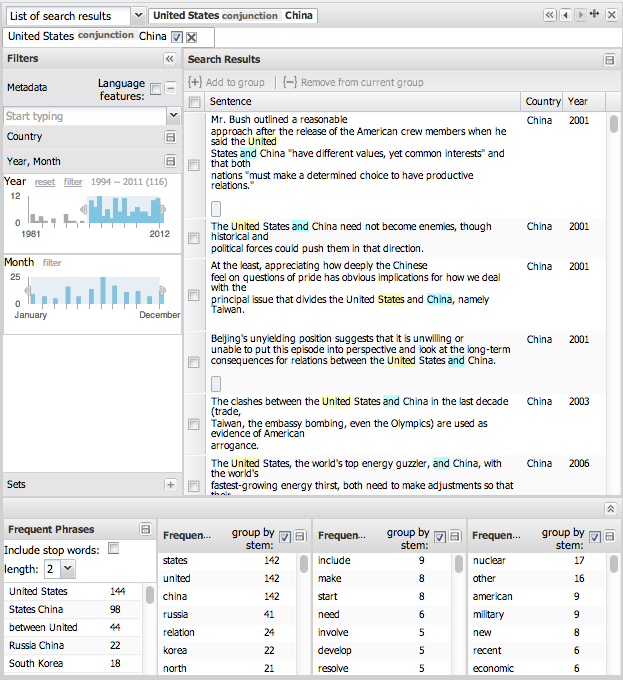 List of search results United States conjunction China
United States conjunction China
Filters
Search Results
Metadata Language features:
{+} Add to group {−} Remove from current group
Start typing
Sentence Country Year
Country
Year, Month
Year reset filter 1994 – 2011 (116)
12
0
1981 2012
Month filter
25
0
January December
Sets
Mr. Bush outlined a reasonable China 2001
approach after the release of the American crew members when he
said the United
States and China "have different values, yet common interests" and
that both
nations "must make a determined choice to have productive
relations."
The United States and China need not become enemies, though China 2001
historical and
political forces could push them in that direction.
At the least, appreciating how deeply the Chinese China 2001
feel on questions of pride has obvious implications for how we deal
with the
principal issue that divides the United States and China, namely
Taiwan.
Beijing's unyielding position suggests that it is unwilling or China 2001
unable to put this episode into perspective and look at the long-term
consequences for relations between the United States and China.
The clashes between the United States and China in the last decade China 2003
(trade,
Taiwan, the embassy bombing, even the Olympics) are used as
evidence of American
arrogance.
The United States, the world's top energy guzzler, and China, with China 2006
the world's
fastest-growing energy thirst, both need to make adjustments so that
their
Frequent Phrases
Include stop words:
length: 2
United States 144
States China 98
between United 44
Russia China 22
South Korea 18
Frequen... group by stem:
states 142
united 142
china 142
russia 41
relation 24
korea 22
north 21
Frequen... group by stem:
include 9
make 8
start 8
need 6
involve 5
develop 5
resolve 5
Frequen... group by stem:
nuclear 17
other 16
american 9
military 9
new 8
recent 6
economic 6